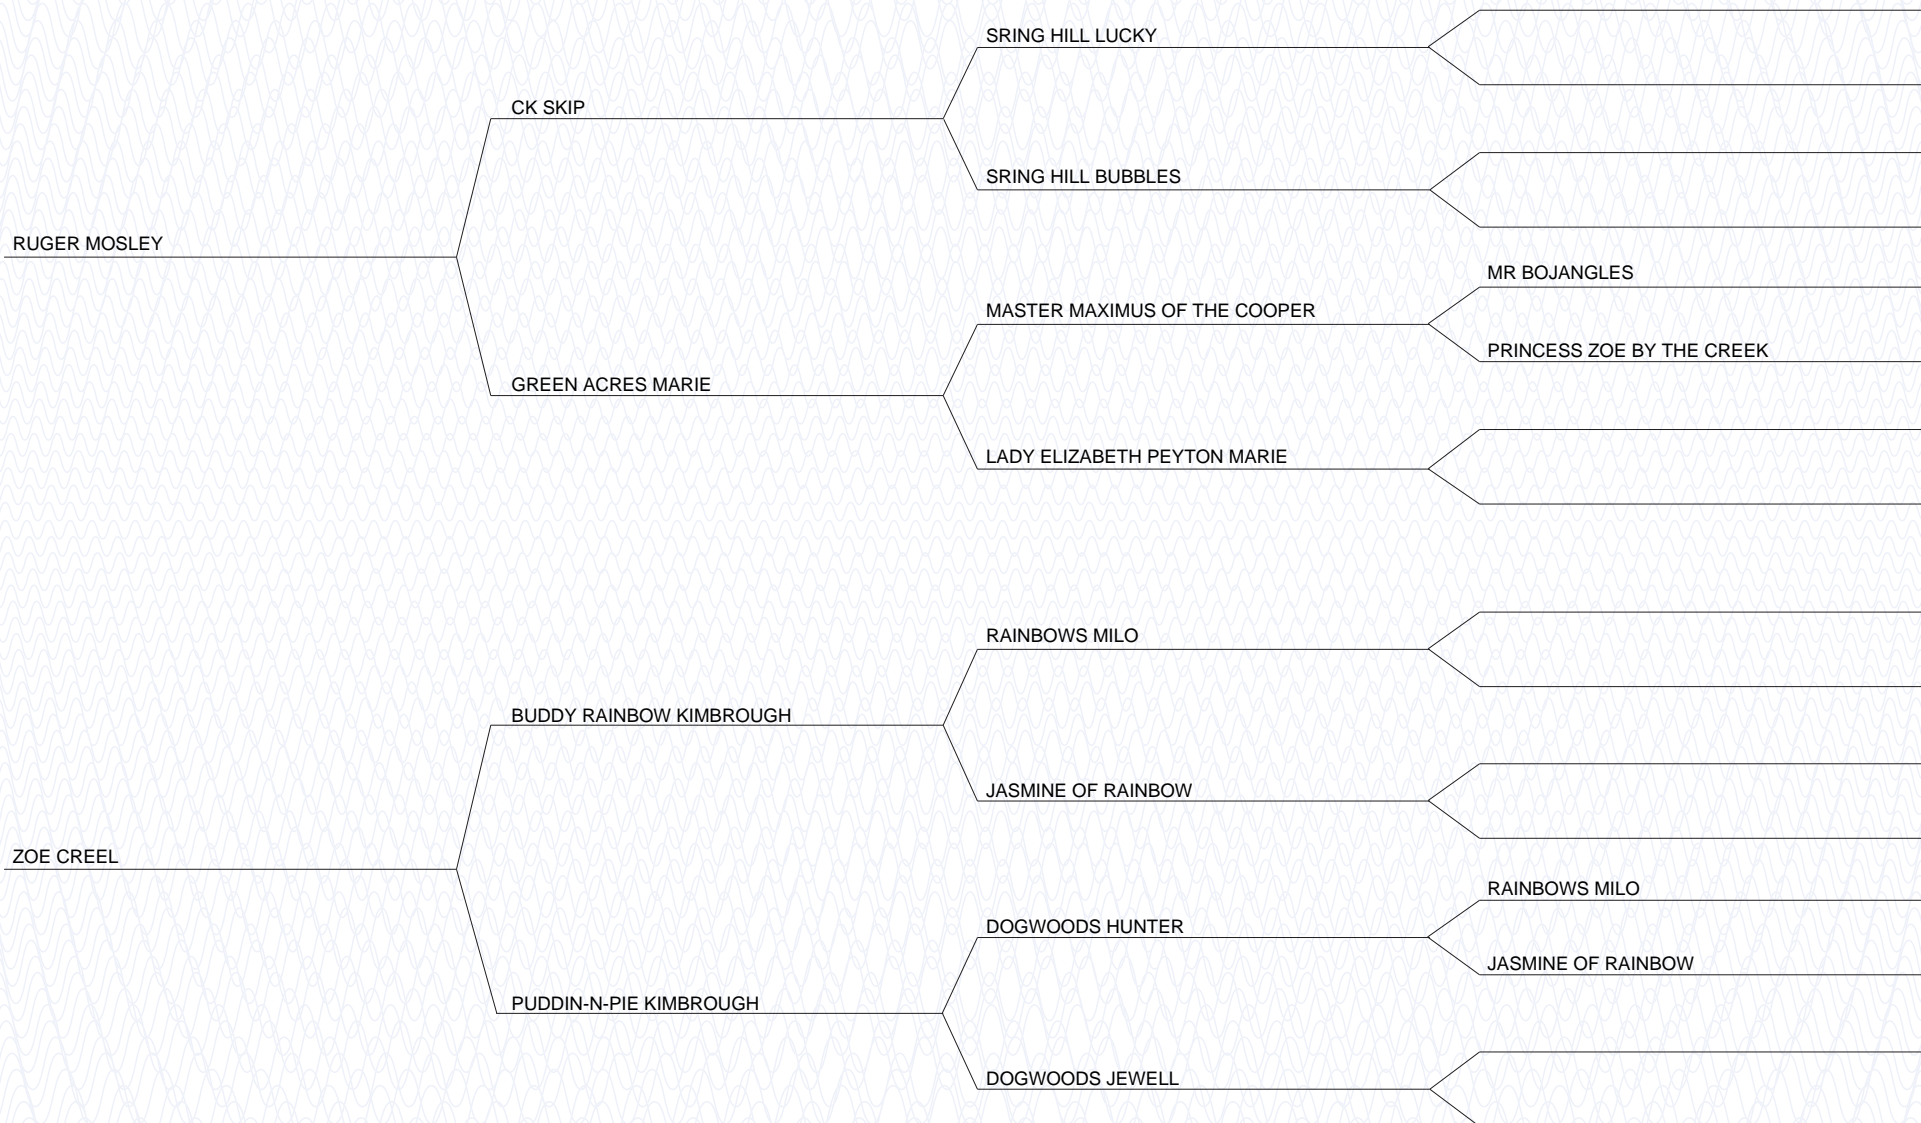 SRING HILL LUCKY
CK SKIP
SRING HILL BUBBLES
RUGER MOSLEY
MR BOJANGLES
MASTER MAXIMUS OF THE COOPER
PRINCESS ZOE BY THE CREEK
GREEN ACRES MARIE
LADY ELIZABETH PEYTON MARIE
RAINBOWS MILO
BUDDY RAINBOW KIMBROUGH
JASMINE OF RAINBOW
ZOE CREEL
RAINBOWS MILO
DOGWOODS HUNTER
JASMINE OF RAINBOW
PUDDIN-N-PIE KIMBROUGH
DOGWOODS JEWELL